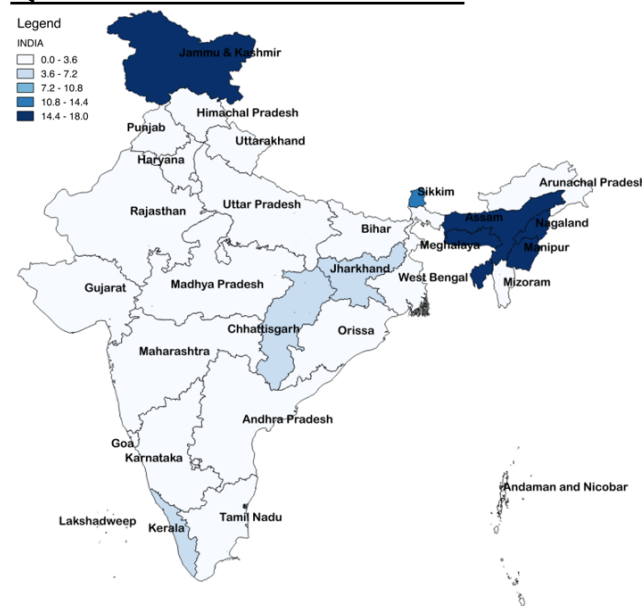 Legend
INDIA
0.0 - 3.6
3.6 - 7.2
7.2 - 10.8
10.8 - 14.4
14.4 - 18.0
Jammu & Kashmir
Himachal Pradesh
Punjab
Uttarakhand
Haryana
Arunachal Pradesh
Sikkim
Uttar Pradesh
Rajasthan
Assam
Nagaland
Bihar
Meghalaya
Manipur
Jharkhand
West Bengal
Mizoram
Gujarat
Madhya Pradesh
Chhattisgarh
Orissa
Maharashtra
Andhra Pradesh
Goa
Karnataka
Andaman and Nicobar
Lakshadweep
Kerala
Tamil Nadu